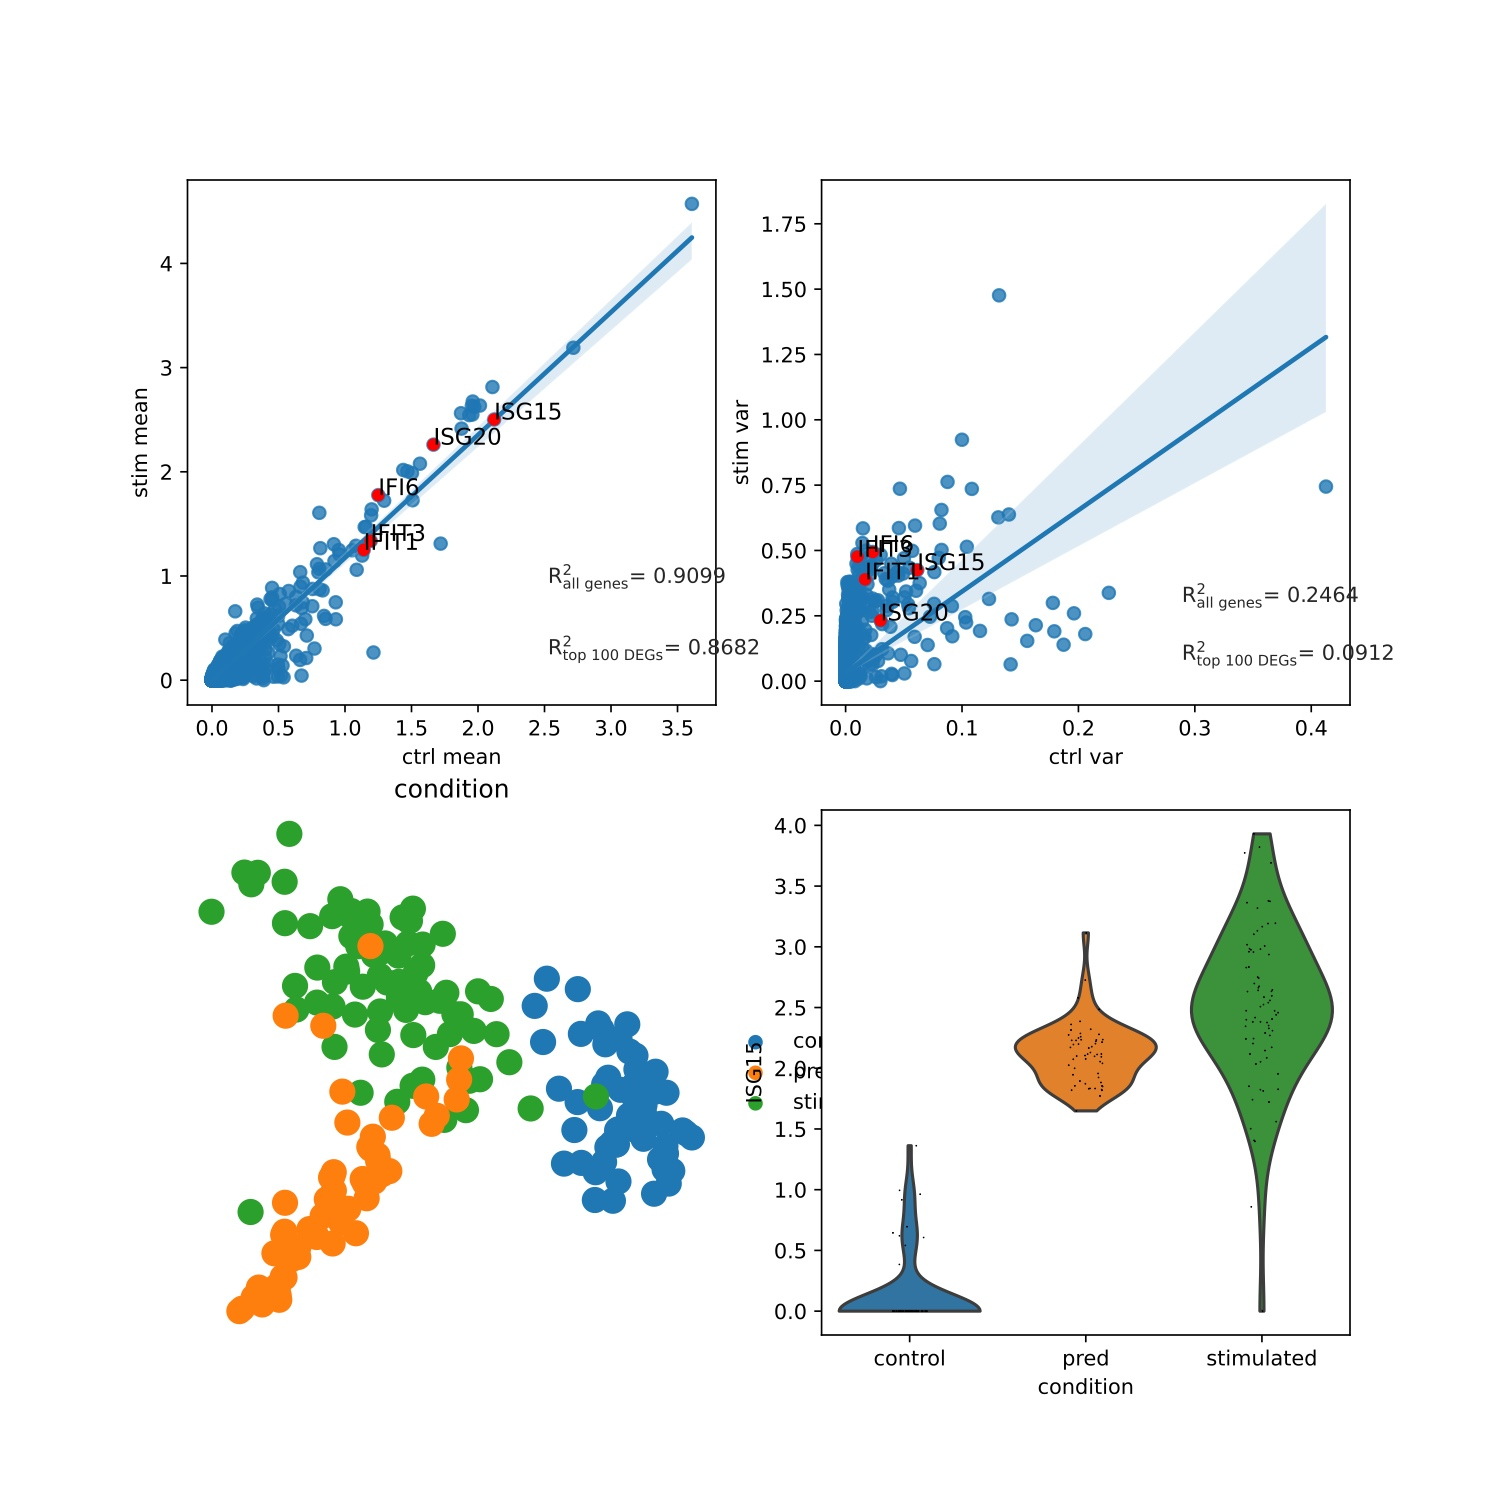 4
3
2
1
0
stim mean
ISG15
ISG20
IFI6
IFIT3
IFIT1
R2all genes= 0.9099
R2top 100 DEGs= 0.8682
0.0 0.5 1.0 1.5 2.0 2.5 3.0 3.5
ctrl mean
1.75
1.50
1.25
1.00
0.75
0.50
0.25
0.00
stim var
IFI6
IFIT3
ISG15
IFIT1
ISG20
R2all genes= 0.2464
R2top 100 DEGs= 0.0912
0.0 0.1 0.2 0.3 0.4
ctrl var
condition
4.0
3.5
3.0
2.5
2.0
1.5
1.0
0.5
0.0
ISG15
control pred stimulated
condition